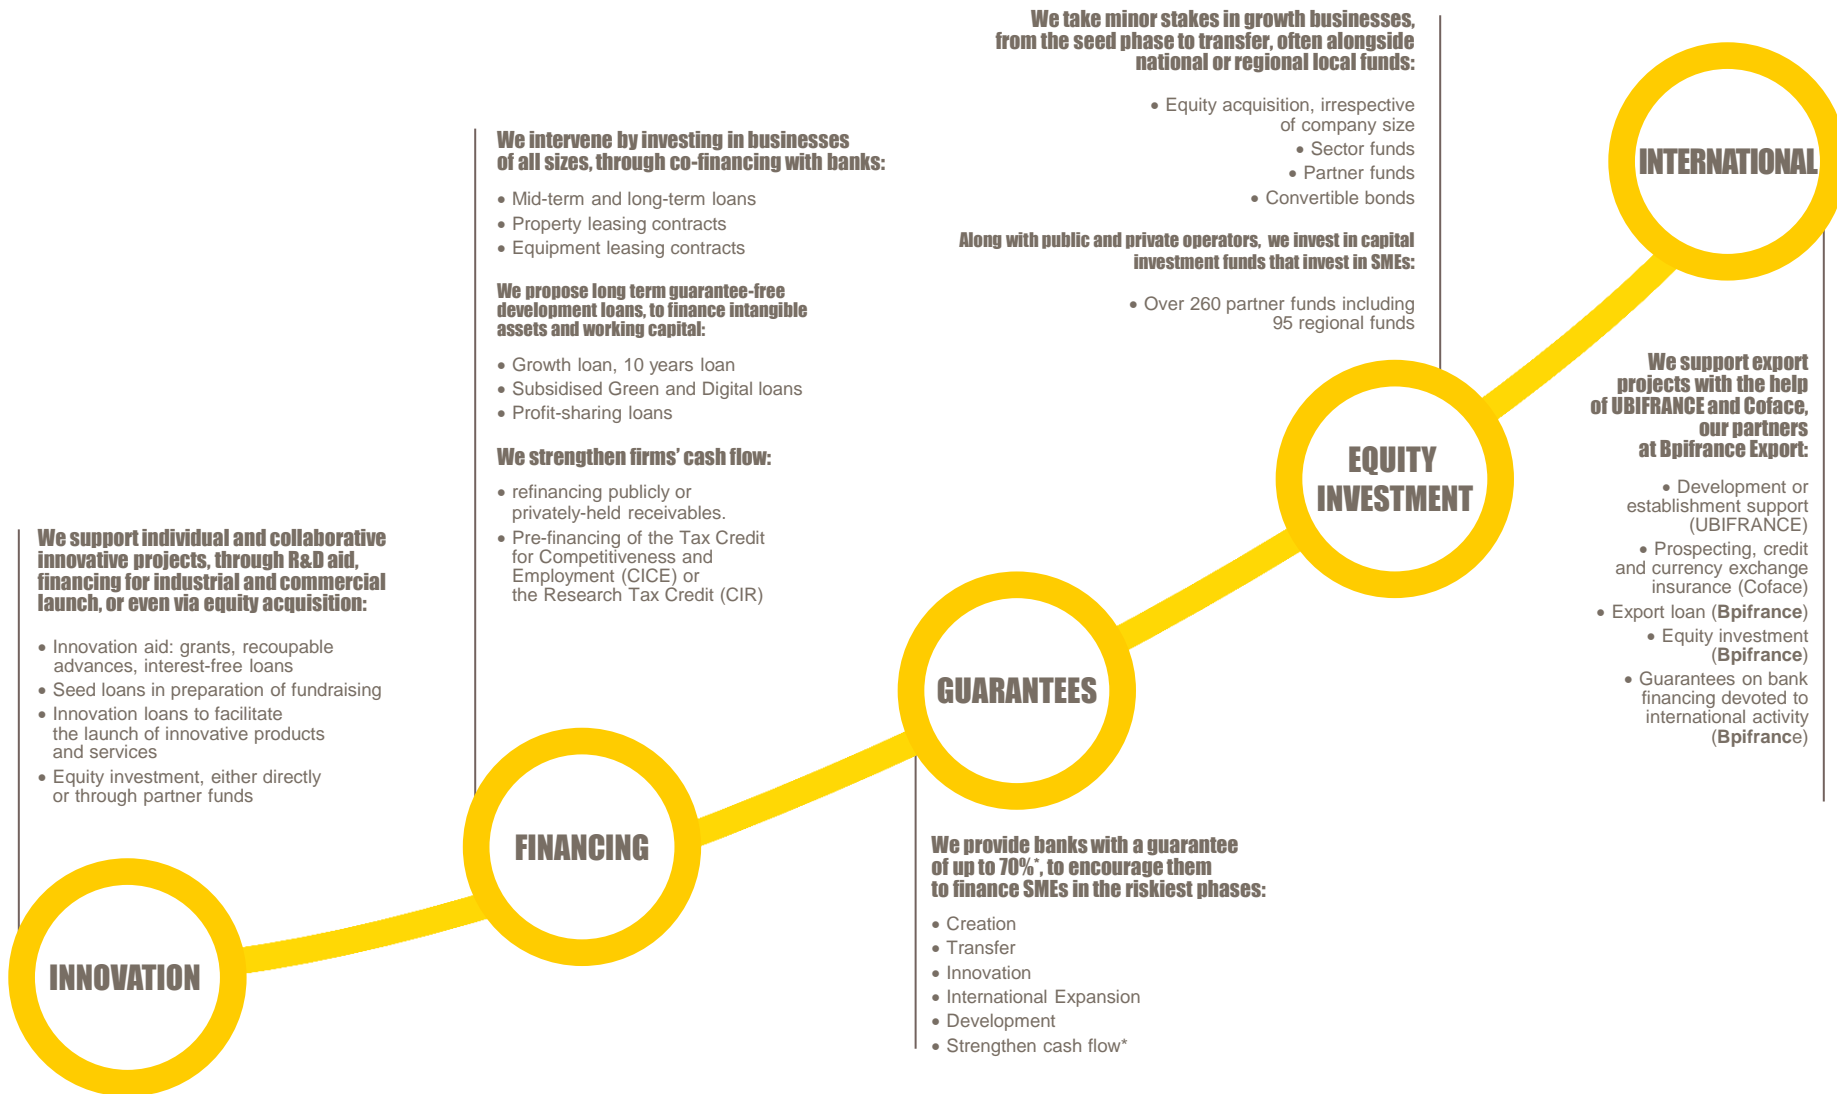 We support individual and collaborative
innovative projects, through R&D aid,
financing for industrial and commercial
launch, or even via equity acquisition:
• Innovation aid: grants, recoupable
advances, interest-free loans
• Seed loans in preparation of fundraising
• Innovation loans to facilitate
the launch of innovative products
and services
• Equity investment, either directly
or through partner funds
INNOVATION
We intervene by investing in businesses
of all sizes, through co-financing with banks:
• Mid-term and long-term loans
• Property leasing contracts
• Equipment leasing contracts
We propose long term guarantee-free
development loans, to finance intangible
assets and working capital:
• Growth loan, 10 years loan
• Subsidised Green and Digital loans
• Profit-sharing loans
We strengthen firms' cash flow:
• refinancing publicly or
privately-held receivables.
• Pre-financing of the Tax Credit
for Competitiveness and
Employment (CICE) or
the Research Tax Credit (CIR)
FINANCING
GUARANTEES
We provide banks with a guarantee
of up to 70%*, to encourage them
to finance SMEs in the riskiest phases:
• Creation
• Transfer
• Innovation
• International Expansion
• Development
• Strengthen cash flow*
We take minor stakes in growth businesses,
from the seed phase to transfer, often alongside
national or regional local funds:
• Equity acquisition, irrespective
of company size
• Sector funds
• Partner funds
• Convertible bonds
Along with public and private operators, we invest in capital
investment funds that invest in SMEs:
• Over 260 partner funds including
95 regional funds
EQUITY
INVESTMENT
INTERNATIONAL
We support export
projects with the help
of UBIFRANCE and Coface,
our partners
at Bpifrance Export:
• Development or
establishment support
(UBIFRANCE)
• Prospecting, credit
and currency exchange
insurance (Coface)
• Export loan (Bpifrance)
• Equity investment
(Bpifrance)
• Guarantees on bank
financing devoted to
international activity
(Bpifrance)